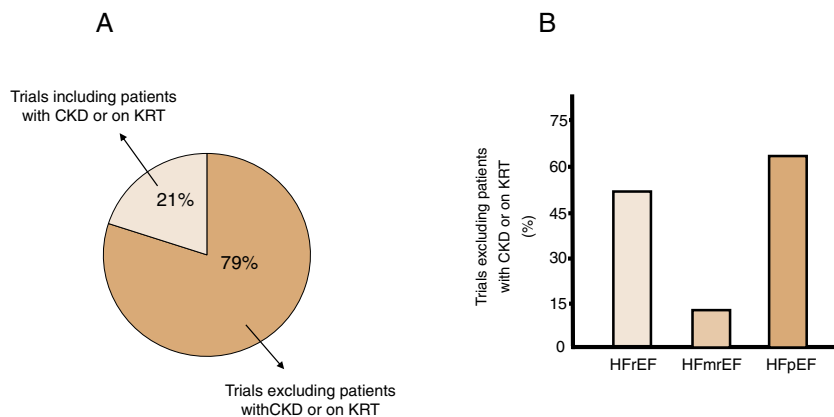 A
Trials including patients
with CKD or on KRT
21%
79%
Trials excluding patients
withCKD or on KRT
B
Trials excluding patients
with CKD or on KRT
(%)
75
60
45
30
15
0
HFrEF
HFmrEF
HFpEF